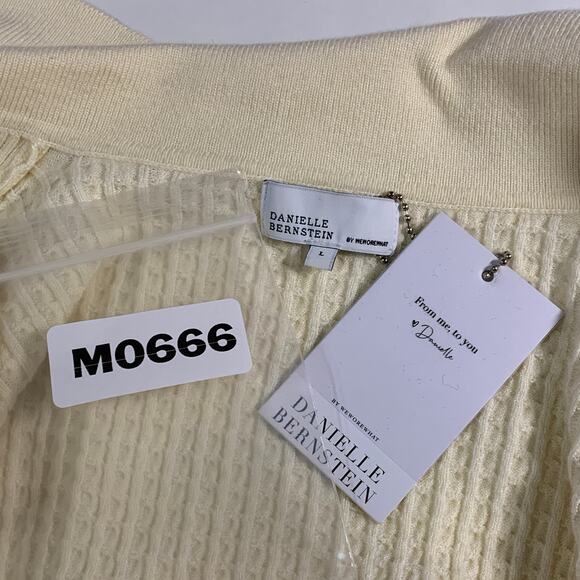 DANIELLE
BERNSTEIN
BY WEWOREWHAT
L
M0666
From me, to you
♡ Danielle
BY WEWOREWHAT
DANIELLE
BERNSTEIN